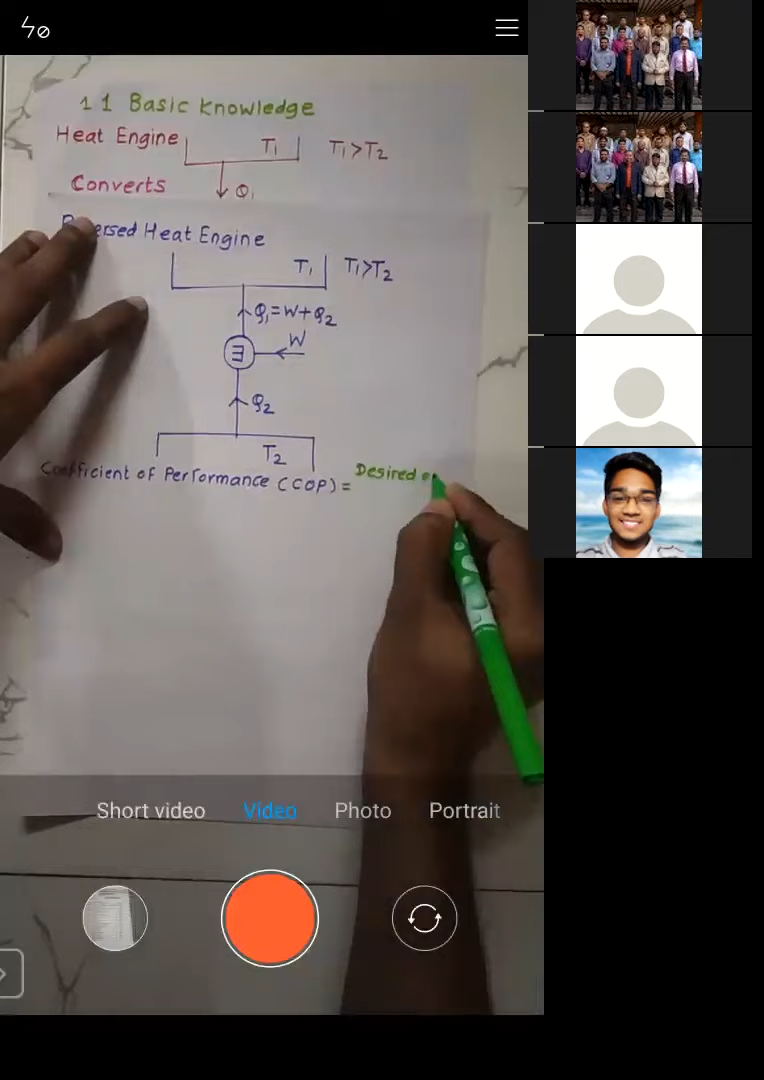 1 1 Basic Knowledge
Heat Engine
T1
T1>T2
Converts
Q1
Reversed Heat Engine
T1
T1>T2
Q1=W+Q2
W
E
Q2
T2
Coefficient of Performance (COP) =
Desired
Short video Video Photo Portrait